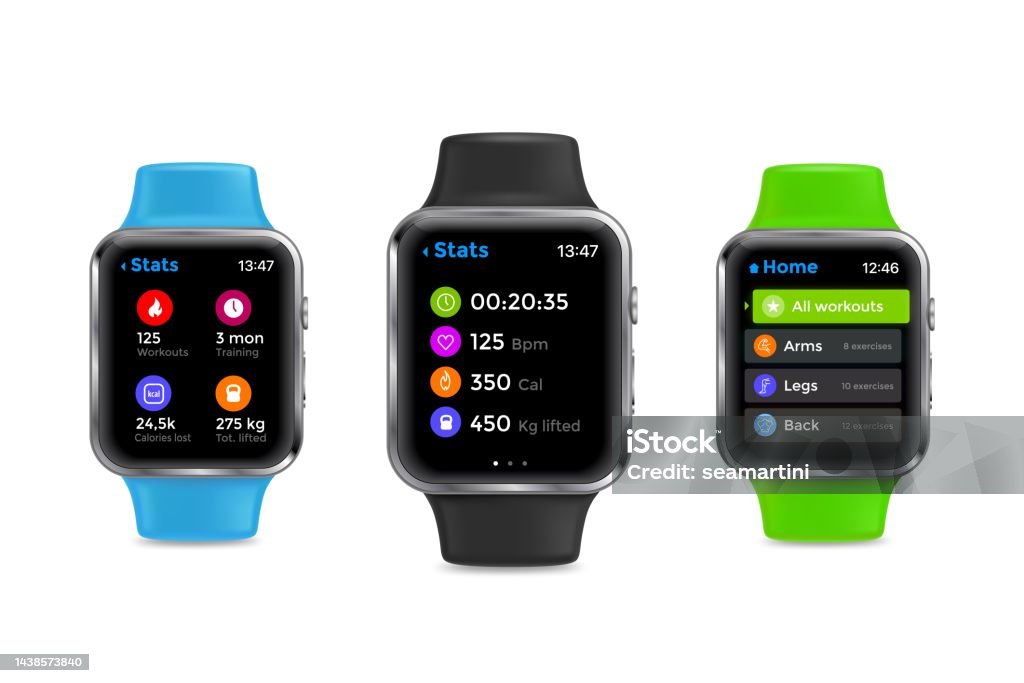 Stats 13:47
125 3 mon
Workouts Training
24,5k 275 kg
Calories lost Tot. lifted
Stats 13:47
00:20:35
125 Bpm
350 Cal
450 Kg lifted
Home 12:46
All workouts
Arms 8 exercises
Legs 10 exercises
Back 12 exercises
kcal
iStock™
Credit: seamartini
1438573840